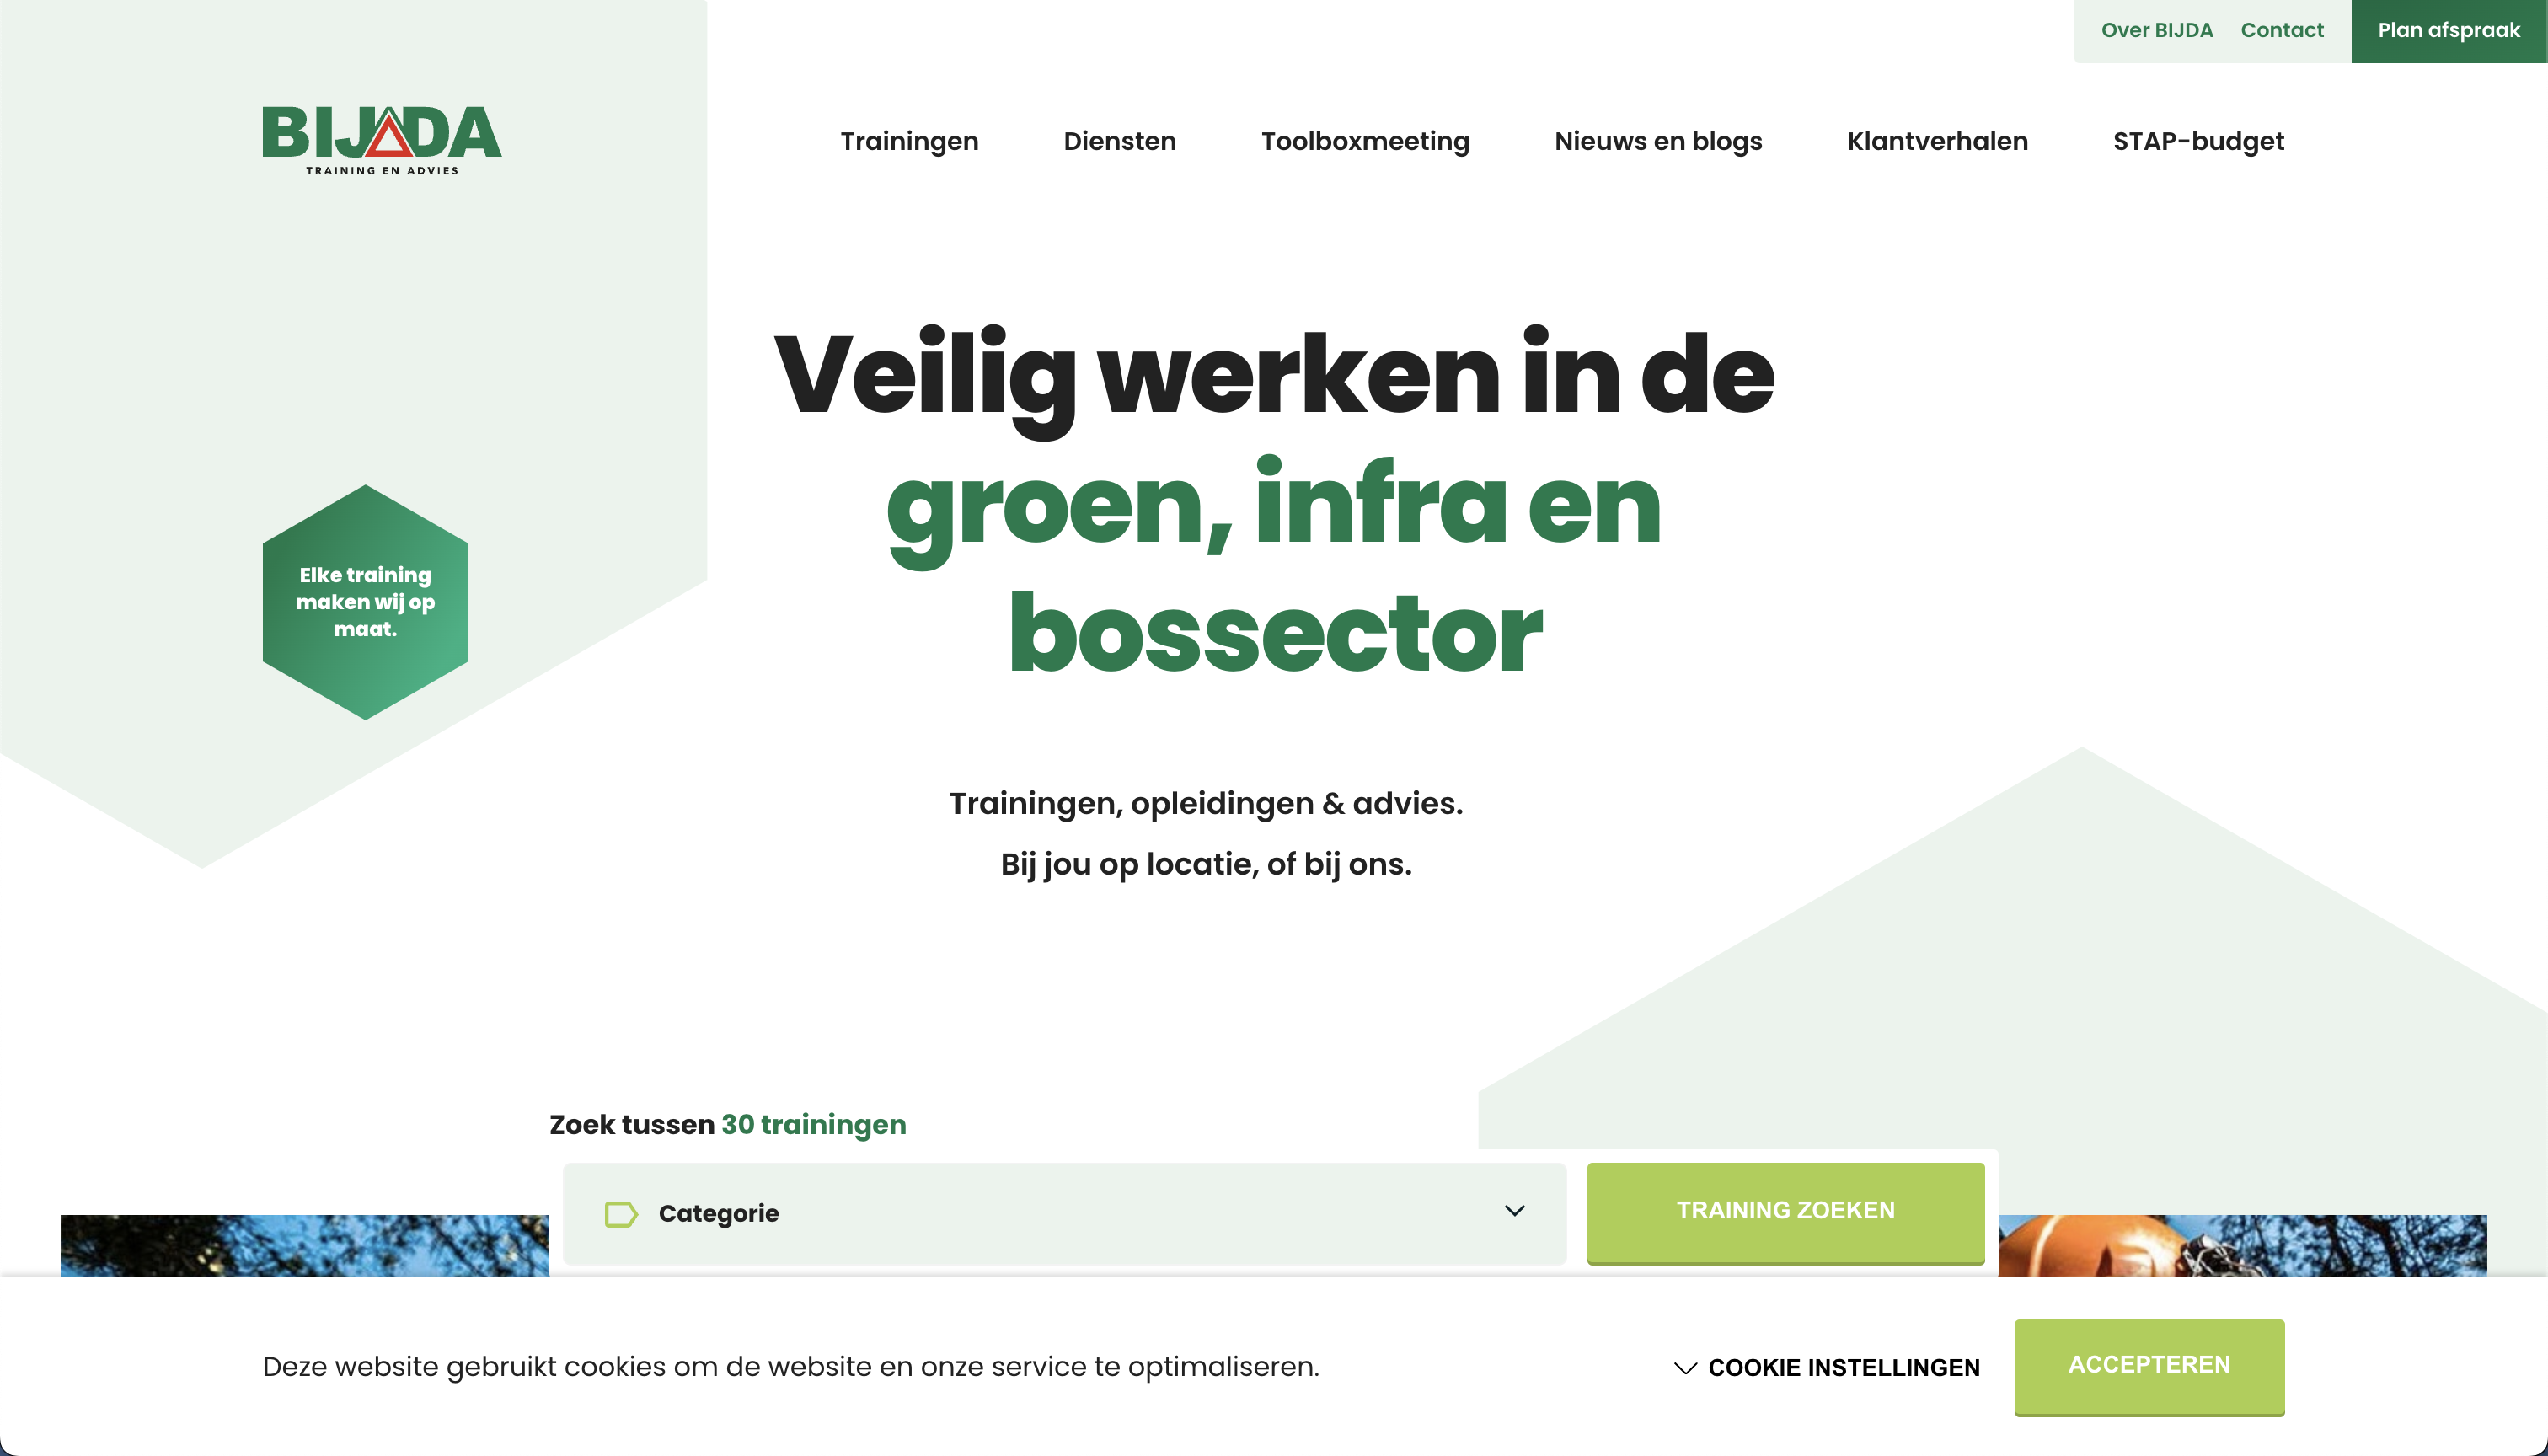 Over BIJDA
Contact
Plan afspraak
BIJDA
TRAINING EN ADVIES
Trainingen
Diensten
Toolboxmeeting
Nieuws en blogs
Klantverhalen
STAP-budget
Veilig werken in de
groen, infra en
bossector
Elke training
maken wij op
maat.
Trainingen, opleidingen & advies.
Bij jou op locatie, of bij ons.
Zoek tussen 30 trainingen
Categorie
TRAINING ZOEKEN
Deze website gebruikt cookies om de website en onze service te optimaliseren.
COOKIE INSTELLINGEN
ACCEPTEREN